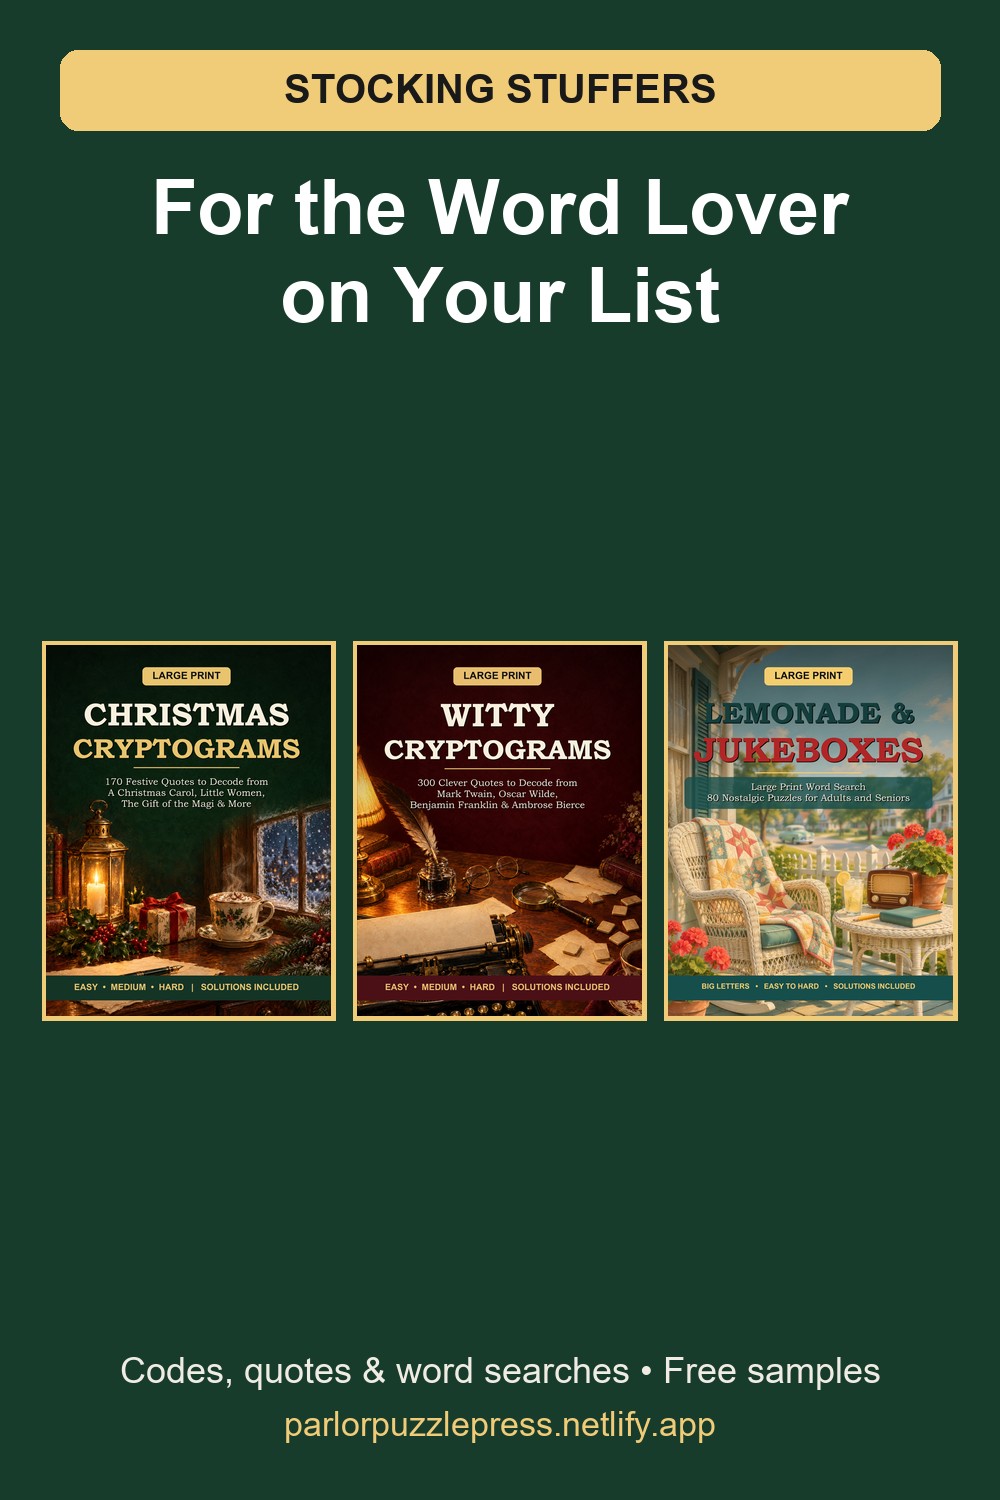 STOCKING STUFFERS
For the Word Lover
on Your List
LARGE PRINT
CHRISTMAS
CRYPTOGRAMS
170 Festive Quotes to Decode from
A Christmas Carol, Little Women,
The Gift of the Magi & More
EASY • MEDIUM • HARD | SOLUTIONS INCLUDED
LARGE PRINT
WITTY
CRYPTOGRAMS
300 Clever Quotes to Decode from
Mark Twain, Oscar Wilde,
Benjamin Franklin & Ambrose Bierce
EASY • MEDIUM • HARD | SOLUTIONS INCLUDED
LARGE PRINT
LEMONADE &
JUKEBOXES
Large Print Word Search
80 Nostalgic Puzzles for Adults and Seniors
BIG LETTERS • EASY TO HARD • SOLUTIONS INCLUDED
Codes, quotes & word searches • Free samples
parlorpuzzlepress.netlify.app